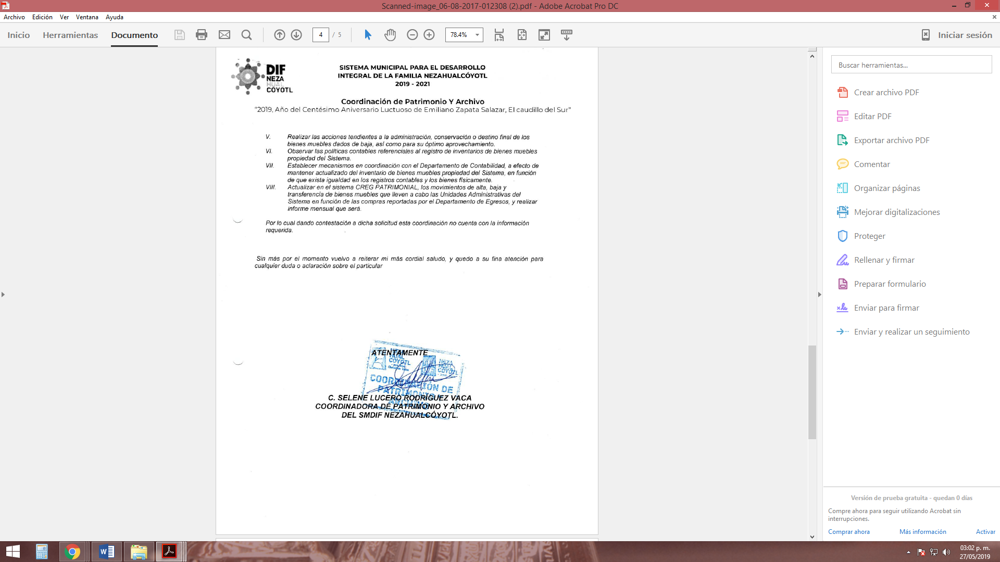 Scanned-image_06-08-2017-012308 (2).pdf - Adobe Acrobat Pro DC
Archivo Edición Ver Ventana Ayuda
Inicio Herramientas Documento 4 / 5 78.4% Iniciar sesión
DIF
NEZA
HUAL
CÓYOTL
SISTEMA MUNICIPAL PARA EL DESARROLLO
INTEGRAL DE LA FAMILIA NEZAHUALCÓYOTL
2019 - 2021
Coordinación de Patrimonio Y Archivo
"2019, Año del Centésimo Aniversario Luctuoso de Emiliano Zapata Salazar, El caudillo del Sur"
V. Realizar las acciones tendientes a la administración, conservación o destino final de los
bienes muebles dados de baja, así como para su óptimo aprovechamiento.
VI. Observar las políticas contables referenciales al registro de inventarios de bienes muebles
propiedad del Sistema.
VII. Establecer mecanismos en coordinación con el Departamento de Contabilidad, a efecto de
mantener actualizado del inventario de bienes muebles propiedad del Sistema, en función
de que exista igualdad en los registros contables y los bienes físicamente.
VIII. Actualizar en el sistema CREG PATRIMONIAL, los movimientos de alta, baja y
transferencia de bienes muebles que lleven a cabo las Unidades Administrativas del
Sistema en función de las compras reportadas por el Departamento de Egresos, y realizar
informe mensual que será.
Por lo cual dando contestación a dicha solicitud esta coordinación no cuenta con la información
requerida.
Sin más por el momento vuelvo a reiterar mi más cordial saludo, y quedo a su fina atención para
cualquier duda o aclaración sobre el particular
ATENTAMENTE
NEZA
HUAL
CÓYOTL
NEZA
HUAL
CÓYOTL
COORDINACIÓN DE
PATRIMONIO Y
ARCHIVO
C. SELENE LUCERO RODRÍGUEZ VACA
COORDINADORA DE PATRIMONIO Y ARCHIVO
DEL SMDIF NEZAHUALCÓYOTL.
Buscar herramientas...
Crear archivo PDF
Editar PDF
Exportar archivo PDF
Comentar
Organizar páginas
Mejorar digitalizaciones
Proteger
Rellenar y firmar
Preparar formulario
Enviar para firmar
Enviar y realizar un seguimiento
Versión de prueba gratuita - quedan 0 días
Compre ahora para seguir utilizando Acrobat sin
interrupciones.
Comprar ahora Más información Activar
03:02 p. m.
27/05/2019